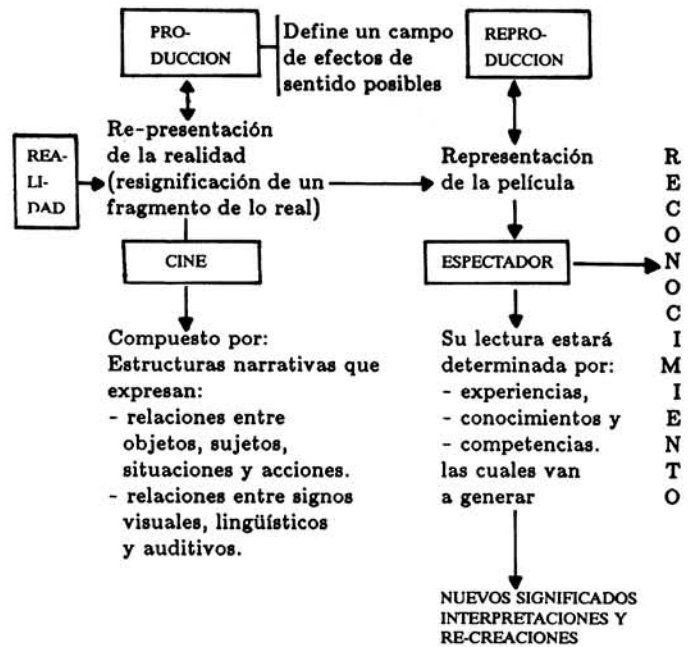 PRO-
DUCCION
Define un campo
de efectos de
sentido posibles
REPRO-
DUCCION
REA-
LI-
DAD
Re-presentación
de la realidad
(resignificación de un
fragmento de lo real)
Representación
de la película
CINE
ESPECTADOR
RECONOCIMIENTO
Compuesto por:
Estructuras narrativas que
expresan:
- relaciones entre
objetos, sujetos,
situaciones y acciones.
- relaciones entre signos
visuales, lingüísticos
y auditivos.
Su lectura estará
determinada por:
- experiencias,
- conocimientos y
- competencias.
las cuales van
a generar
NUEVOS SIGNIFICADOS
INTERPRETACIONES Y
RE-CREACIONES